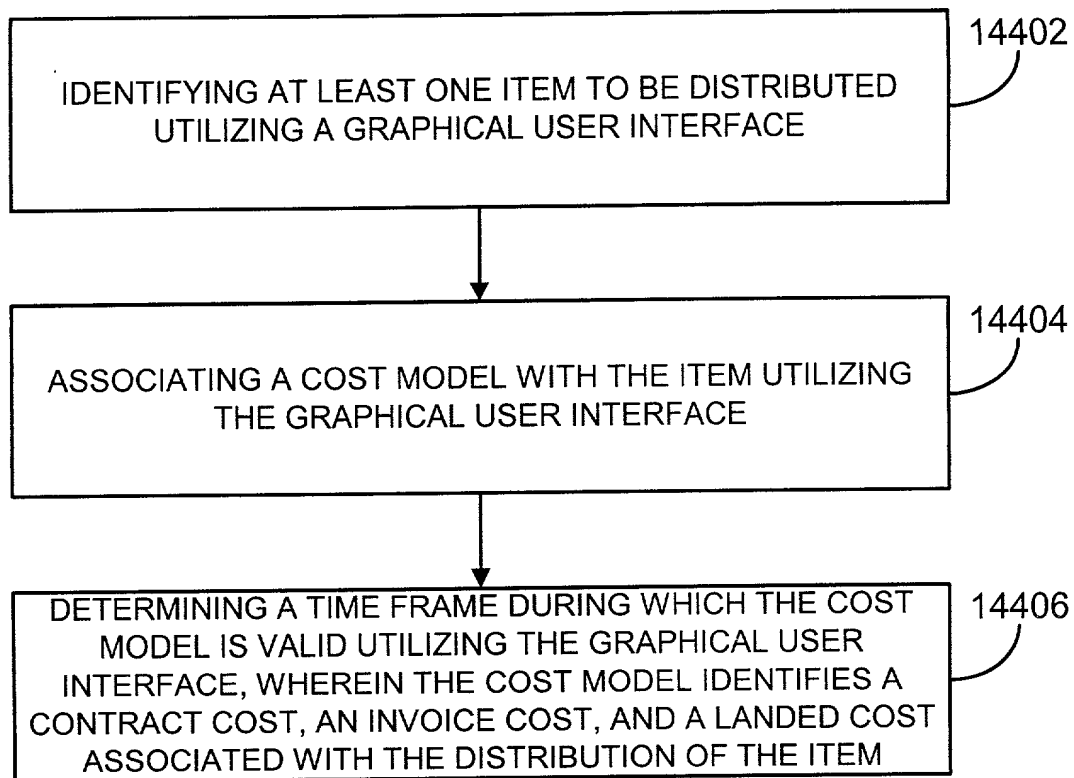 14402
IDENTIFYING AT LEAST ONE ITEM TO BE DISTRIBUTED
UTILIZING A GRAPHICAL USER INTERFACE
14404
ASSOCIATING A COST MODEL WITH THE ITEM UTILIZING
THE GRAPHICAL USER INTERFACE
14406
DETERMINING A TIME FRAME DURING WHICH THE COST
MODEL IS VALID UTILIZING THE GRAPHICAL USER
INTERFACE, WHEREIN THE COST MODEL IDENTIFIES A
CONTRACT COST, AN INVOICE COST, AND A LANDED COST
ASSOCIATED WITH THE DISTRIBUTION OF THE ITEM